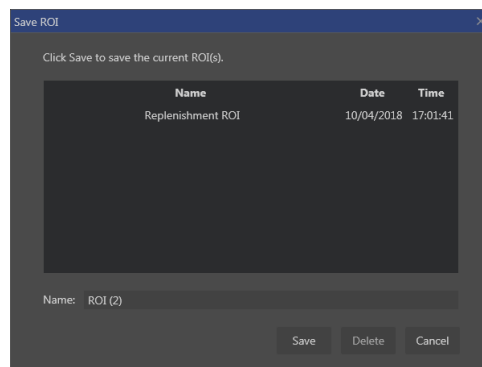 Save ROI
Click Save to save the current ROI(s).
Name Date Time
Replenishment ROI 10/04/2018 17:01:41
Name: ROI (2)
Save Delete Cancel